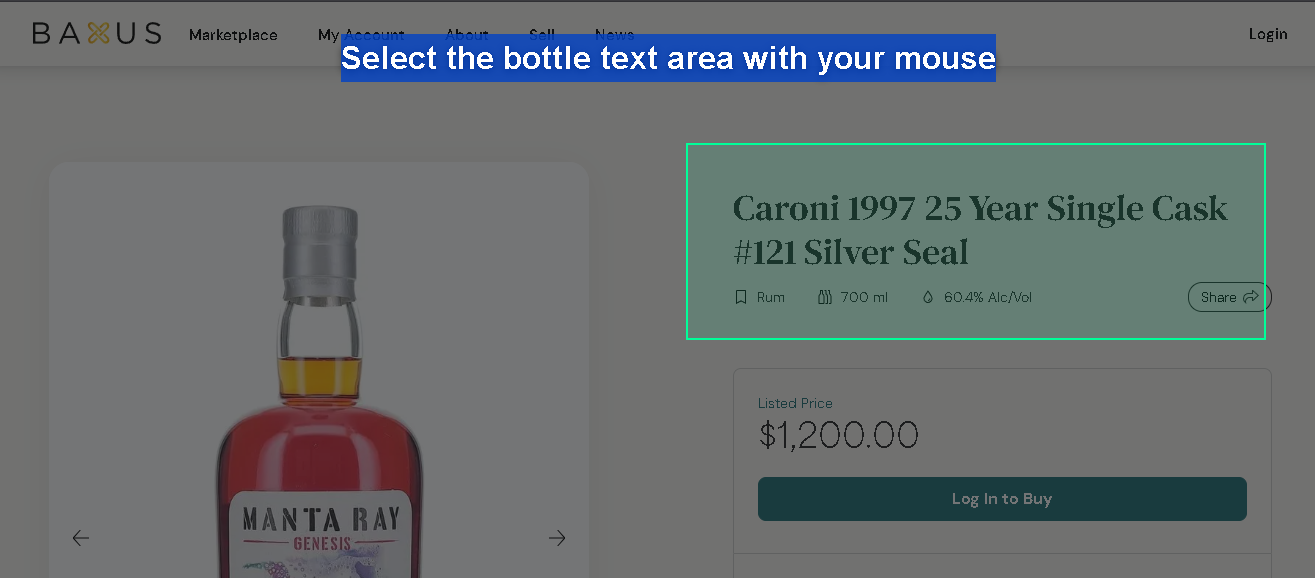 BAXUS
Marketplace
My Account
About
Sell
News
Login
Select the bottle text area with your mouse
Caroni 1997 25 Year Single Cask
#121 Silver Seal
Rum
700 ml
60.4% Alc/Vol
Share
Listed Price
$1,200.00
Log In to Buy
MANTA RAY
GENESIS